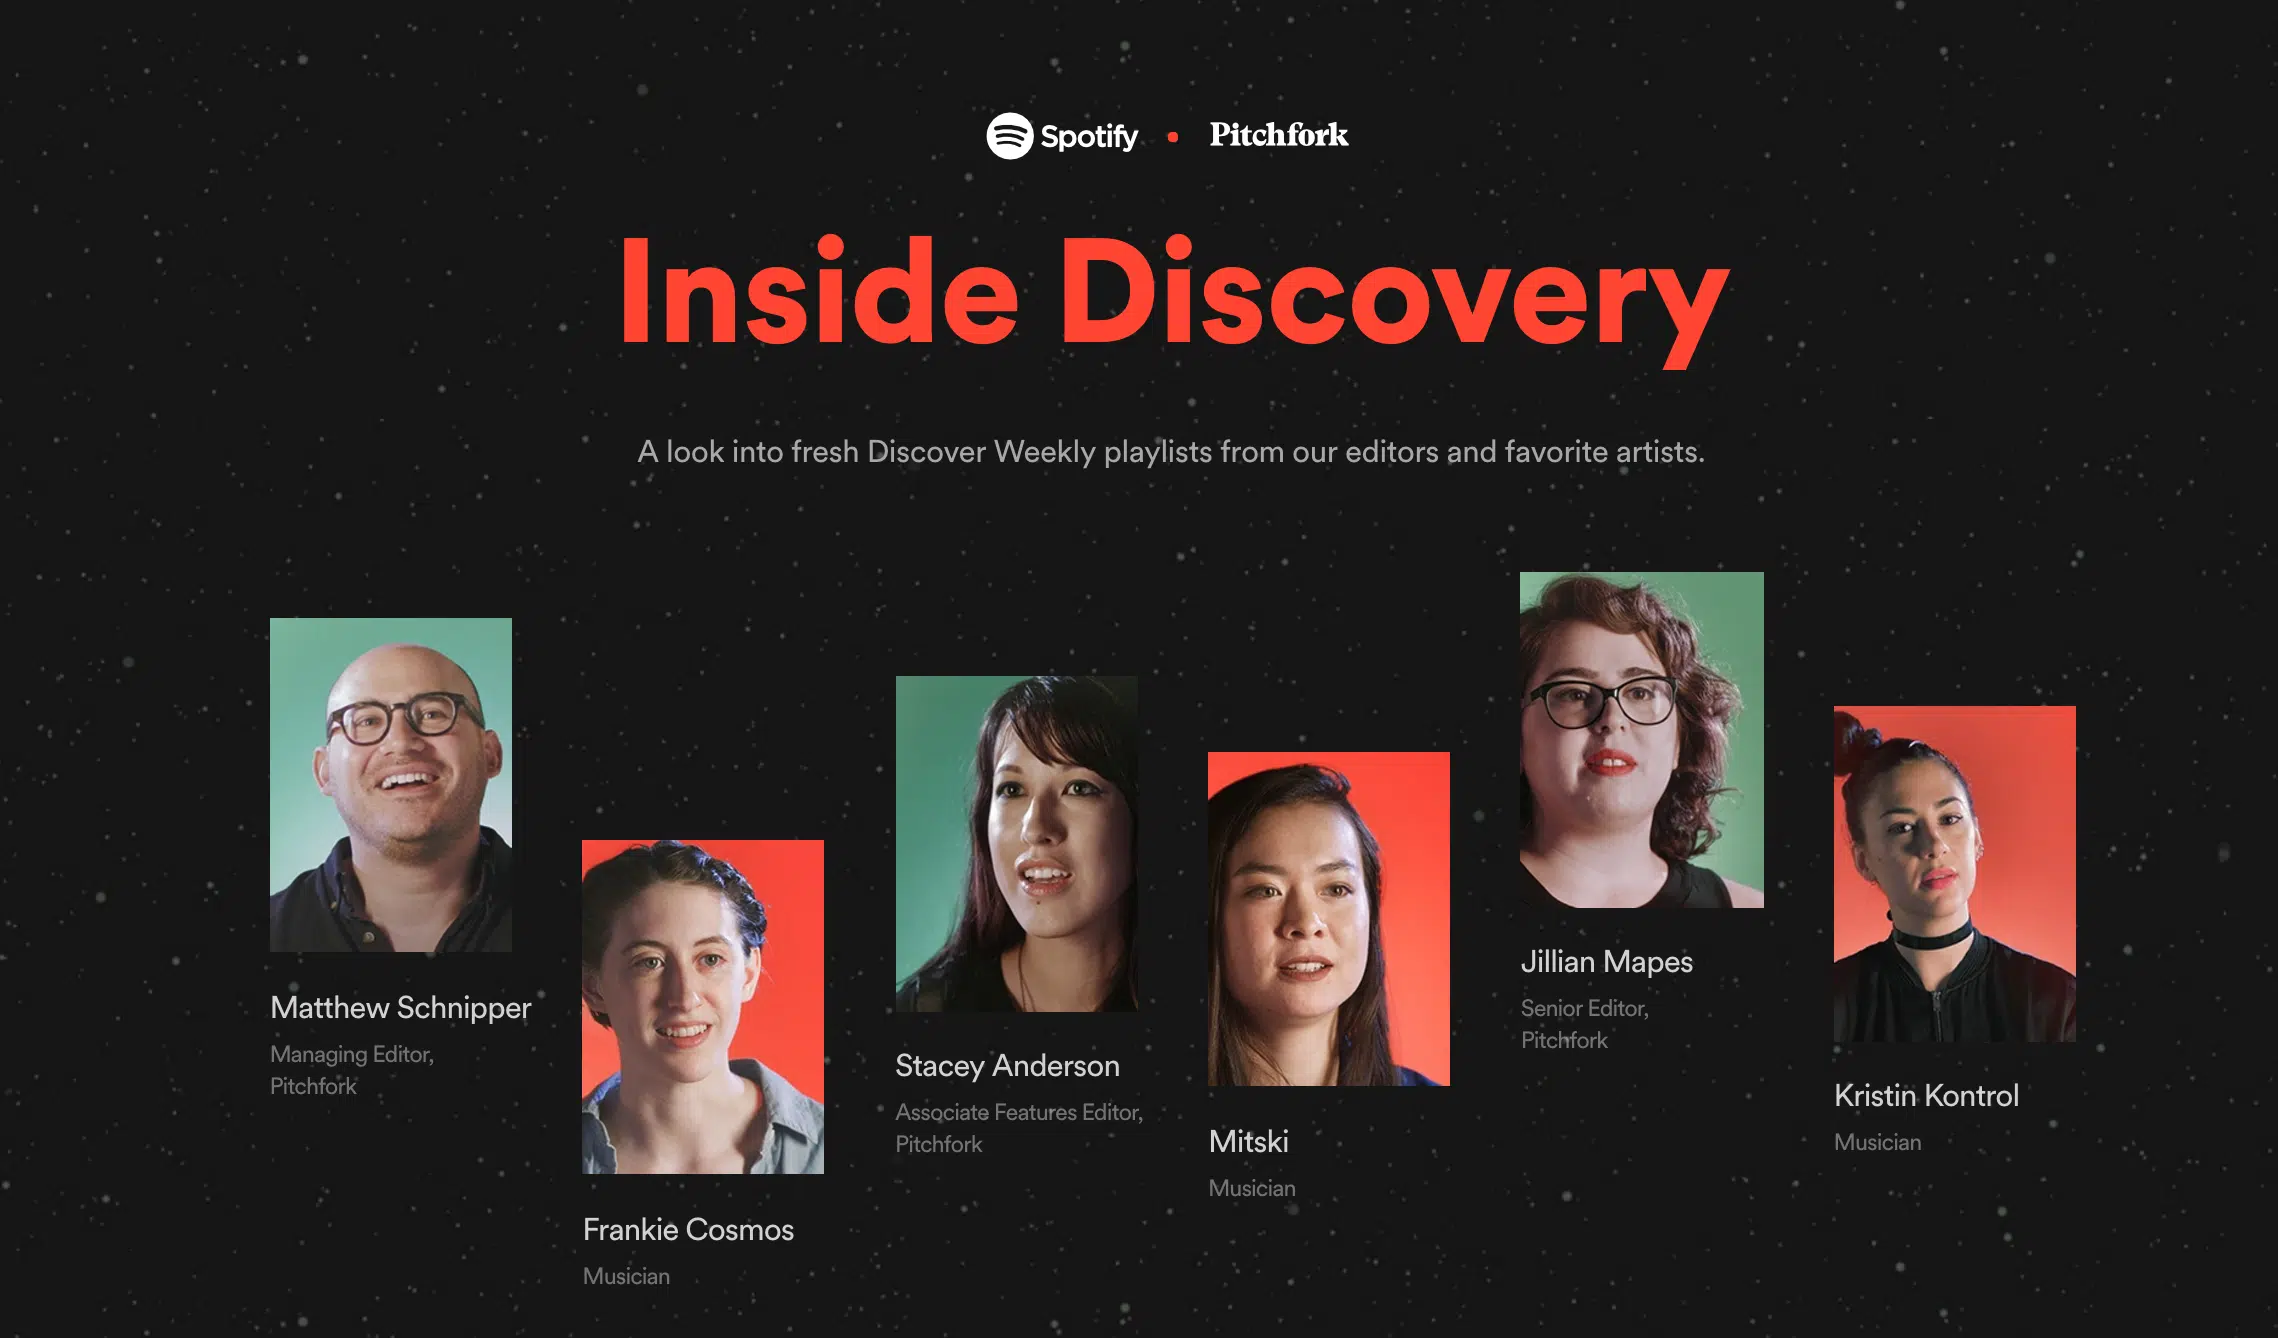 Spotify • Pitchfork
Inside Discovery
A look into fresh Discover Weekly playlists from our editors and favorite artists.
Matthew Schnipper
Managing Editor,
Pitchfork
Frankie Cosmos
Musician
Stacey Anderson
Associate Features Editor,
Pitchfork
Mitski
Musician
Jillian Mapes
Senior Editor,
Pitchfork
Kristin Kontrol
Musician